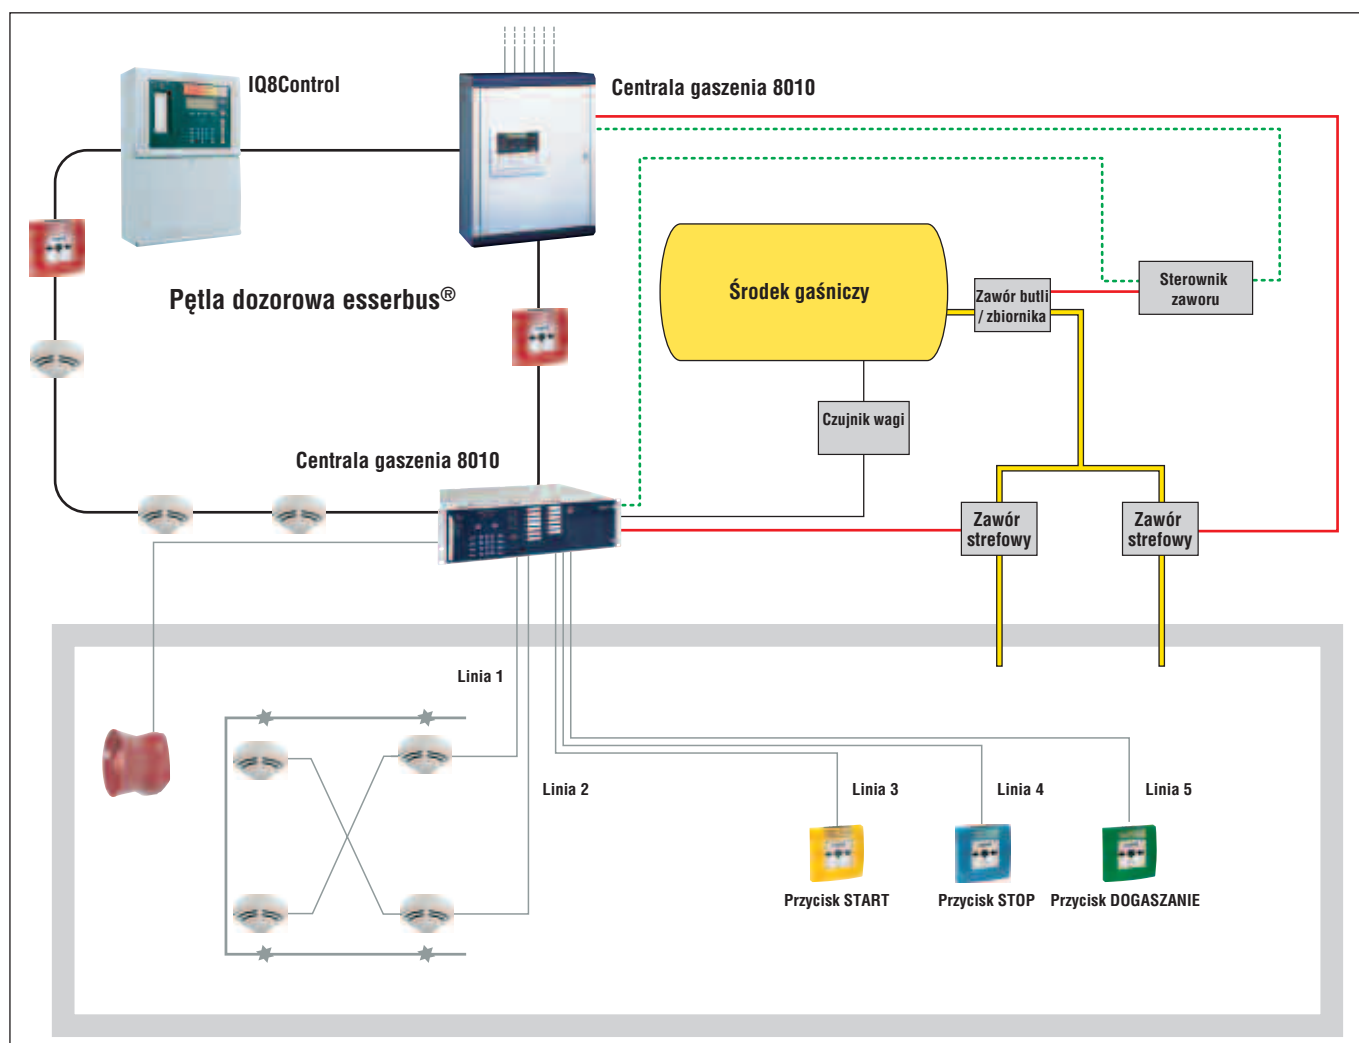 IQ8Control
Centrala gaszenia 8010
Pętla dozorowa esserbus®
Środek gaśniczy
Zawór butli
/ zbiornika
Sterownik
zaworu
Czujnik wagi
Centrala gaszenia 8010
Zawór
strefowy
Zawór
strefowy
Linia 1
Linia 2
Linia 3
Linia 4
Linia 5
Przycisk START
Przycisk STOP
Przycisk DOGASZANIE